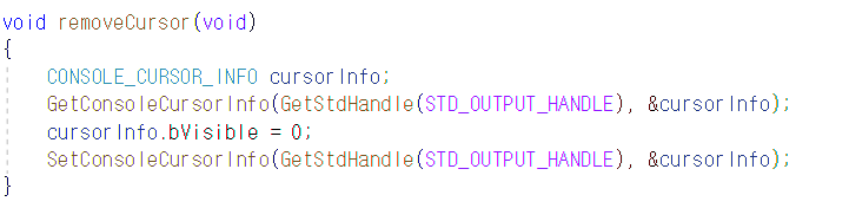 void removeCursor(void)
{
CONSOLE_CURSOR_INFO cursorInfo;
GetConsoleCursorInfo(GetStdHandle(STD_OUTPUT_HANDLE), &cursorInfo);
cursorInfo.bVisible = 0;
SetConsoleCursorInfo(GetStdHandle(STD_OUTPUT_HANDLE), &cursorInfo);
}